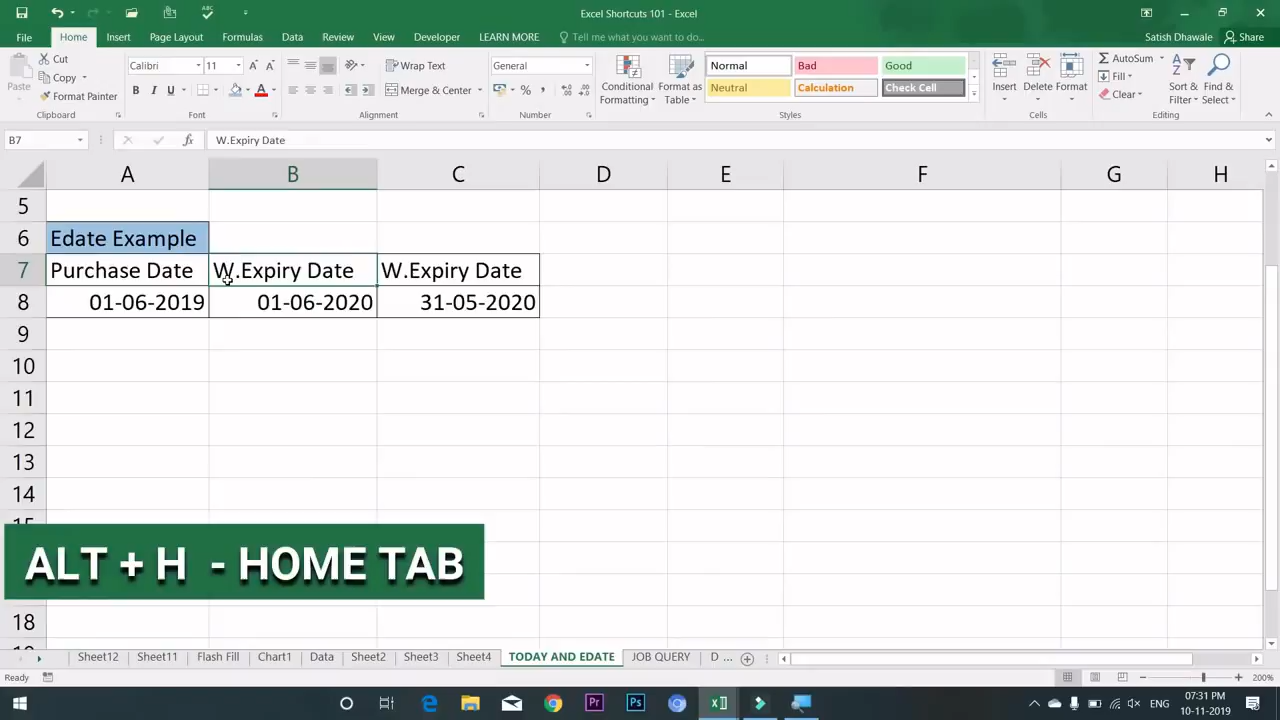 Excel Shortcuts 101 - Excel
File Home Insert Page Layout Formulas Data Review View Developer LEARN MORE Tell me what you want to do... Satish Dhawale Share
Paste
Cut
Copy
Format Painter
Clipboard
Calibri 11
B I U
Font
Wrap Text
Merge & Center
Alignment
General
%
Number
Conditional Formatting
Format as Table
Normal Bad Good
Neutral Calculation Check Cell
Styles
Insert Delete Format
Cells
AutoSum
Fill
Clear
Sort & Filter
Find & Select
Editing
B7 fx W.Expiry Date
A B C D E F G H
5
6 Edate Example
7 Purchase Date W.Expiry Date W.Expiry Date
8 01-06-2019 01-06-2020 31-05-2020
9
10
11
12
13
14
ALT + H - HOME TAB
18
Sheet12 Sheet11 Flash Fill Chart1 Data Sheet2 Sheet3 Sheet4 TODAY AND EDATE JOB QUERY D ...
Ready 200%
ENG 07:31 PM
10-11-2019